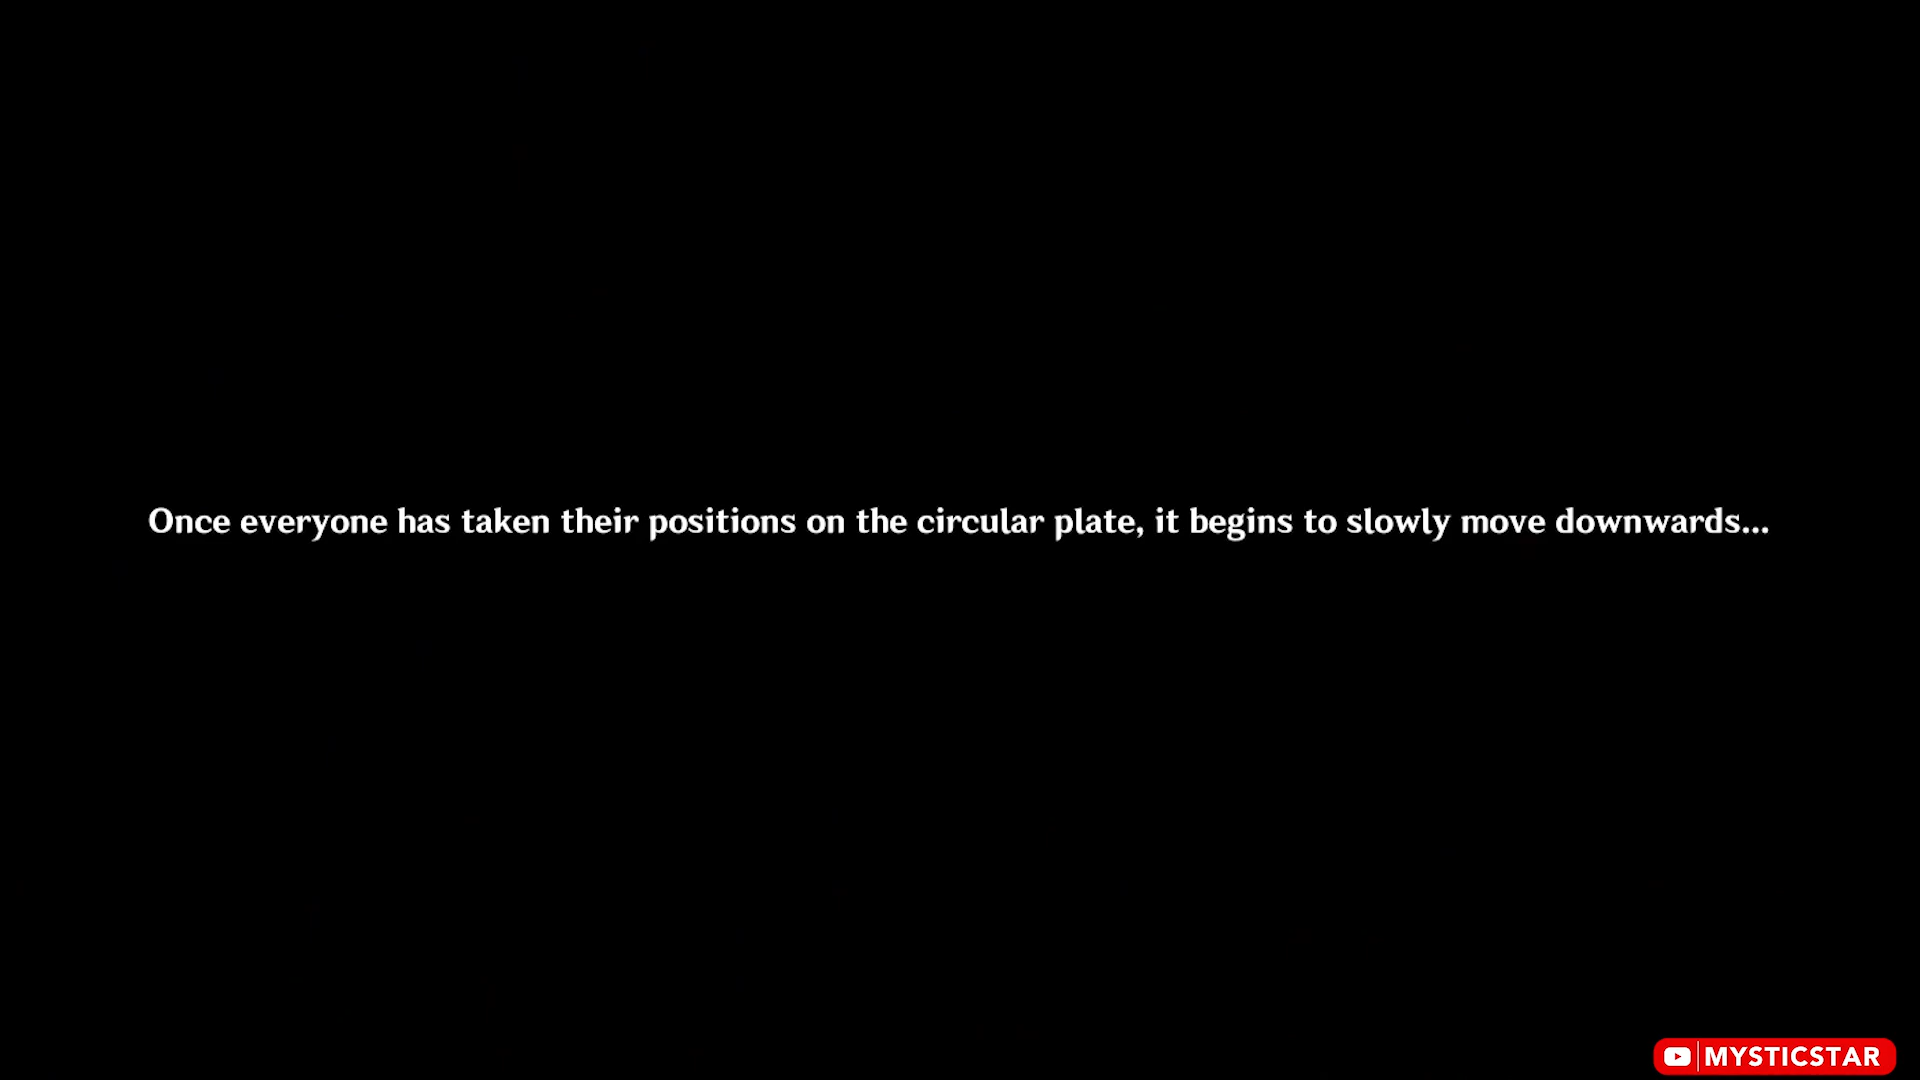 Once everyone has taken their positions on the circular plate, it begins to slowly move downwards...
MYSTICSTAR